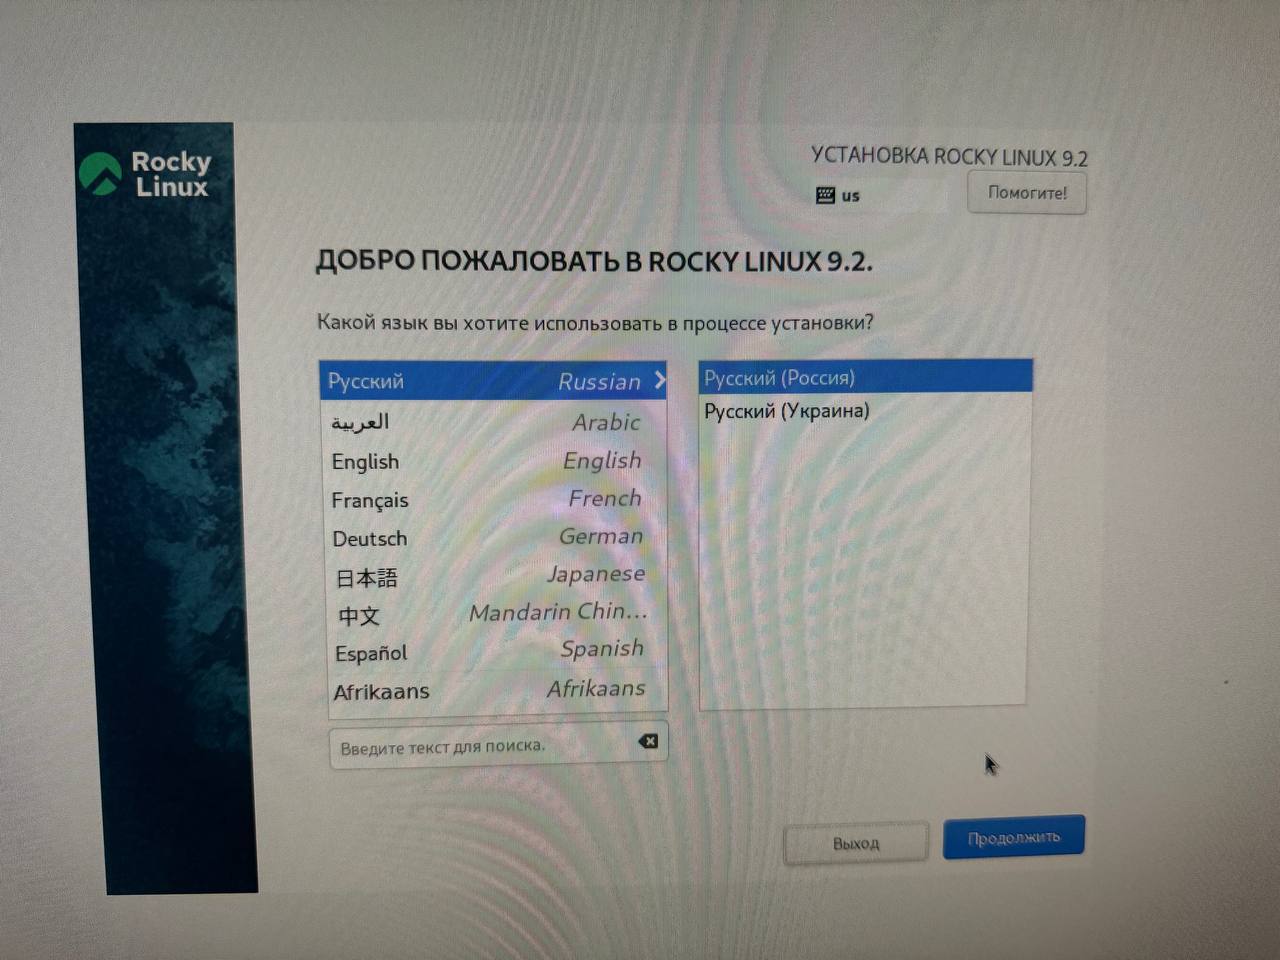 Rocky
Linux
УСТАНОВКА ROCKY LINUX 9.2
us
Помогите!
ДОБРО ПОЖАЛОВАТЬ В ROCKY LINUX 9.2.
Какой язык вы хотите использовать в процессе установки?
Русский Russian
العربية Arabic
English English
Français French
Deutsch German
日本語 Japanese
中文 Mandarin Chin...
Español Spanish
Afrikaans Afrikaans
Введите текст для поиска.
Русский (Россия)
Русский (Украина)
Выход
Продолжить